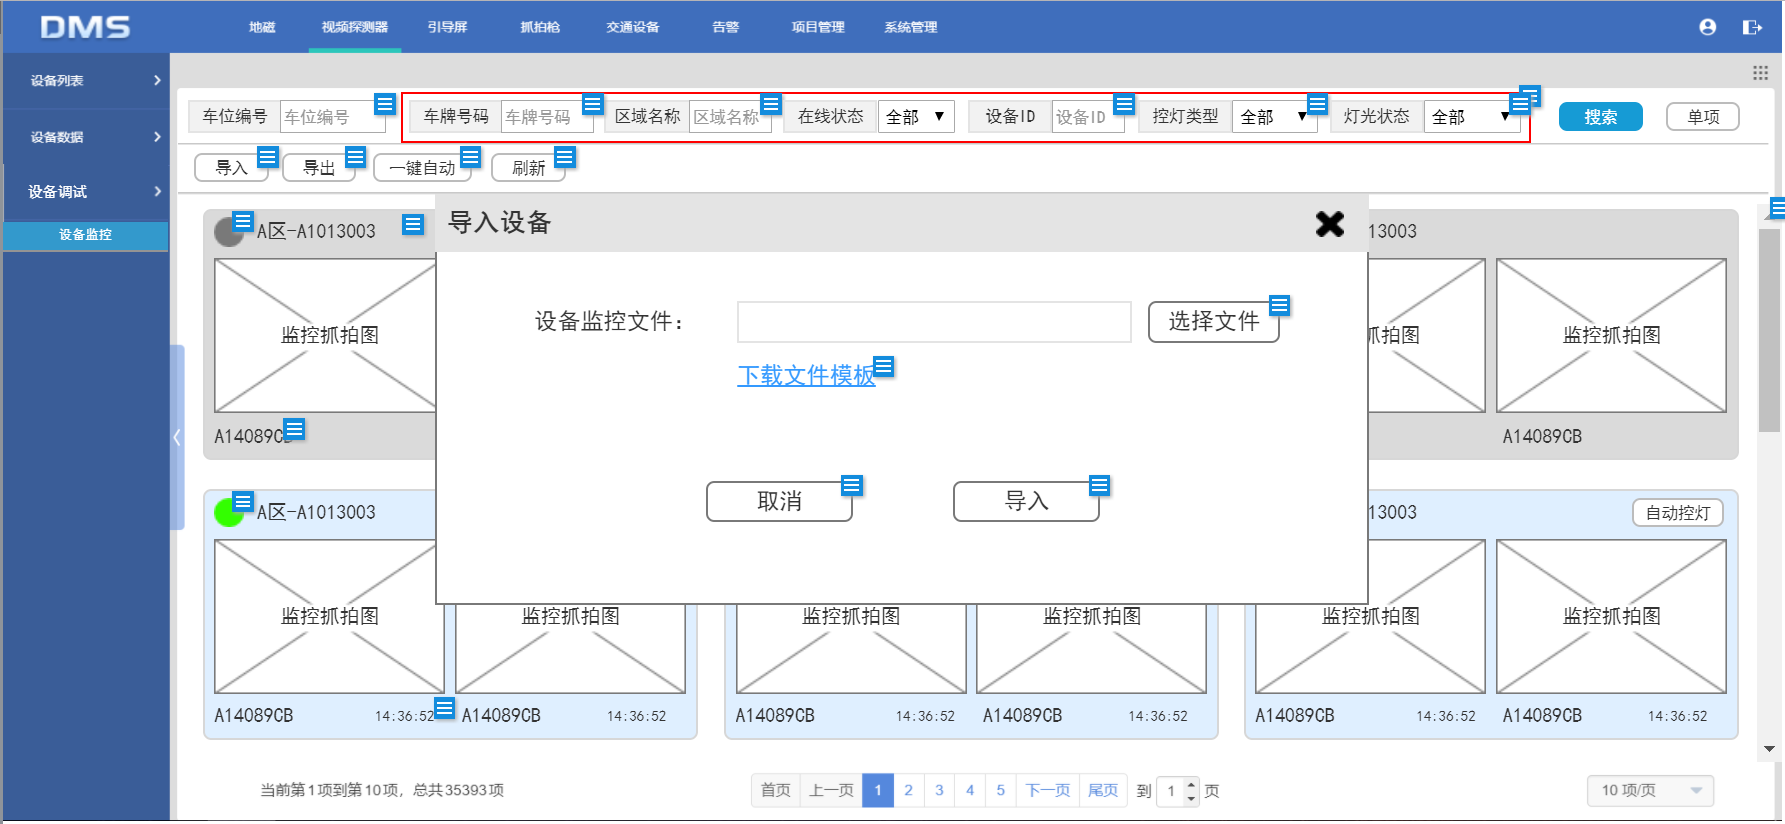 DMS
地磁 视频探测器 引导屏 抓拍枪 交通设备 告警 项目管理 系统管理
设备列表
设备数据
设备调试
设备监控
车位编号 车位编号 车牌号码 车牌号码 区域名称 区域名称 在线状态 全部 设备ID 设备ID 控灯类型 全部 灯光状态 全部 搜索 单项
导入 导出 一键自动 刷新
A区-A1013003
13003
导入设备
设备监控文件：
选择文件
下载文件模板
取消 导入
监控抓拍图 抓拍图 监控抓拍图
A14089CB A14089CB
A区-A1013003 13003 自动控灯
监控抓拍图 监控抓拍图 监控抓拍图 监控抓拍图 监控抓拍图 监控抓拍图
A14089CB 14:36:52 A14089CB 14:36:52 A14089CB 14:36:52 A14089CB 14:36:52 A14089CB 14:36:52 A14089CB 14:36:52
当前第1项到第10项，总共35393项 首页 上一页 1 2 3 4 5 下一页 尾页 到 1 页 10 项/页